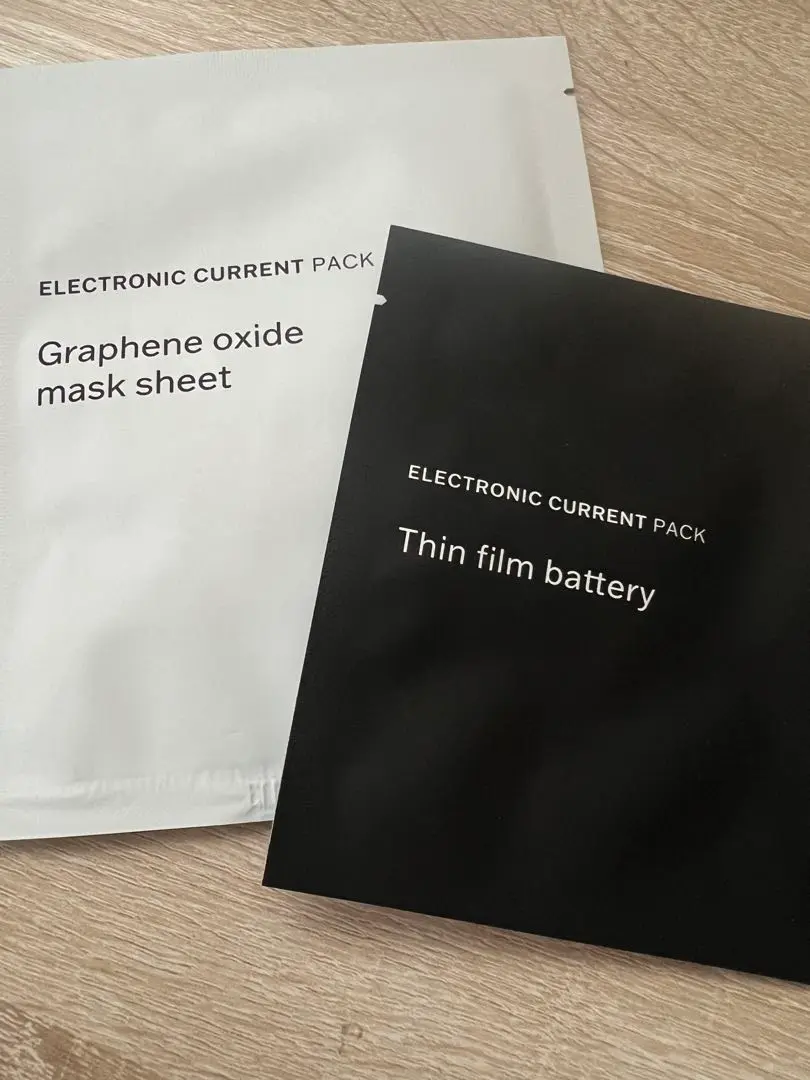 ELECTRONIC CURRENT PACK
Graphene oxide
mask sheet
ELECTRONIC CURRENT PACK
Thin film battery